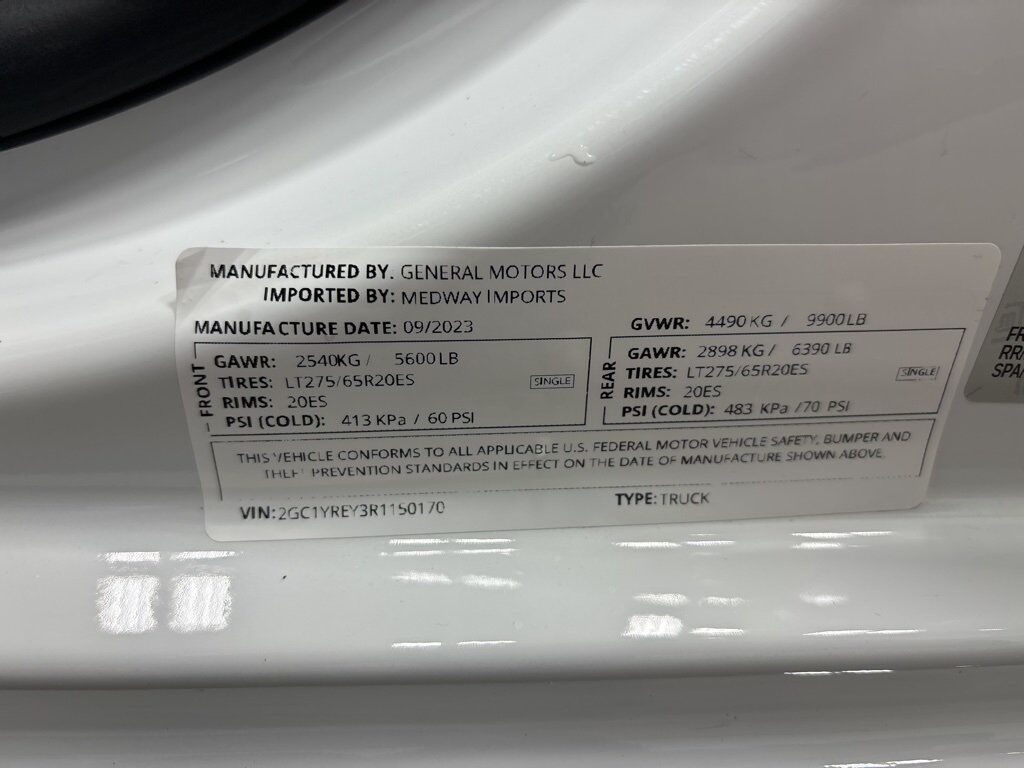 MANUFACTURED BY. GENERAL MOTORS LLC
IMPORTED BY: MEDWAY IMPORTS
MANUFACTURE DATE: 09/2023
GVWR: 4490 KG / 9900 LB
FRONT
GAWR: 2540KG / 5600 LB
TIRES: LT275/65R20ES
SINGLE
RIMS: 20ES
PSI (COLD): 413 KPa / 60 PSI
REAR
GAWR: 2898 KG / 6390 LB
TIRES: LT275/65R20ES
SINGLE
RIMS: 20ES
PSI (COLD): 483 KPa /70 PSI
THIS VEHICLE CONFORMS TO ALL APPLICABLE U.S. FEDERAL MOTOR VEHICLE SAFETY, BUMPER AND
THEFT PREVENTION STANDARDS IN EFFECT ON THE DATE OF MANUFACTURE SHOWN ABOVE
VIN: 2GC1YREY3R1150170
TYPE: TRUCK